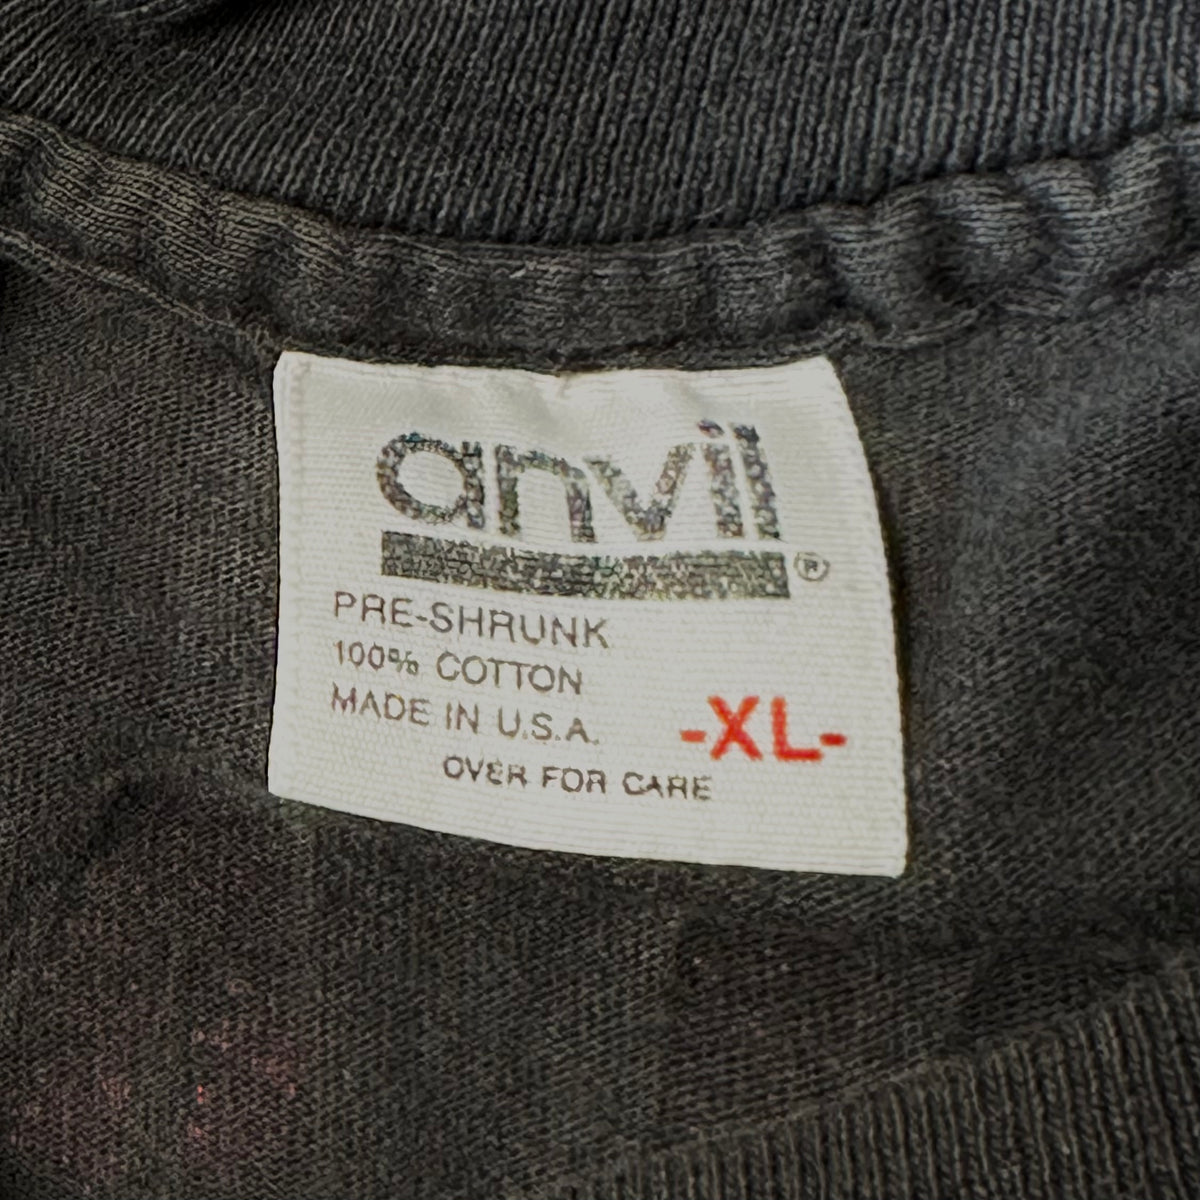 anvil®
PRE-SHRUNK
100% COTTON
MADE IN U.S.A.
-XL-
OVER FOR CARE